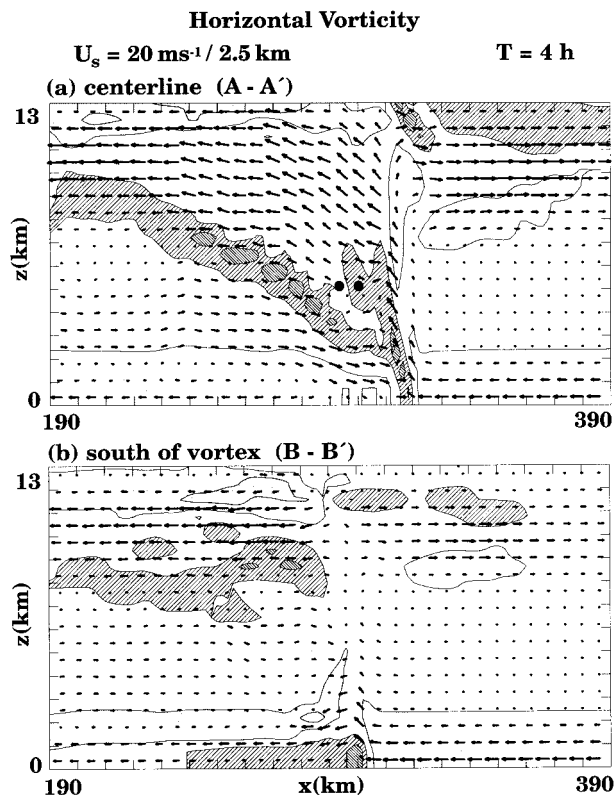 Horizontal Vorticity
Us = 20 ms-1 / 2.5 km T = 4 h
(a) centerline (A - A´)
13
z(km)
0
190 390
(b) south of vortex (B - B´)
13
z(km)
0
190 x(km) 390